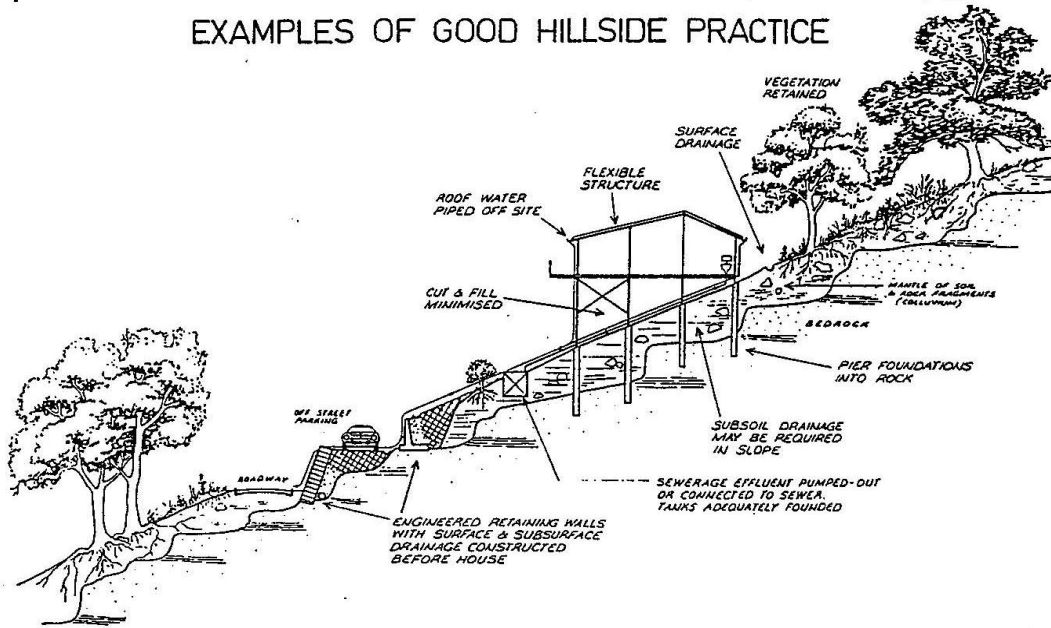 EXAMPLES OF GOOD HILLSIDE PRACTICE
VEGETATION
RETAINED
SURFACE
DRAINAGE
FLEXIBLE
STRUCTURE
ROOF WATER
PIPED OFF SITE
CUT & FILL
MINIMISED
MANTLE OF SOIL
& ROCK FRAGMENTS
(COLLUVIUM)
BEDROCK
PIER FOUNDATIONS
INTO ROCK
OFF STREET
PARKING
SUBSOIL DRAINAGE
MAY BE REQUIRED
IN SLOPE
ROADWAY
SEWERAGE EFFLUENT PUMPED-OUT
OR CONNECTED TO SEWER.
TANKS ADEQUATELY FOUNDED
ENGINEERED RETAINING WALLS
WITH SURFACE & SUBSURFACE
DRAINAGE CONSTRUCTED
BEFORE HOUSE